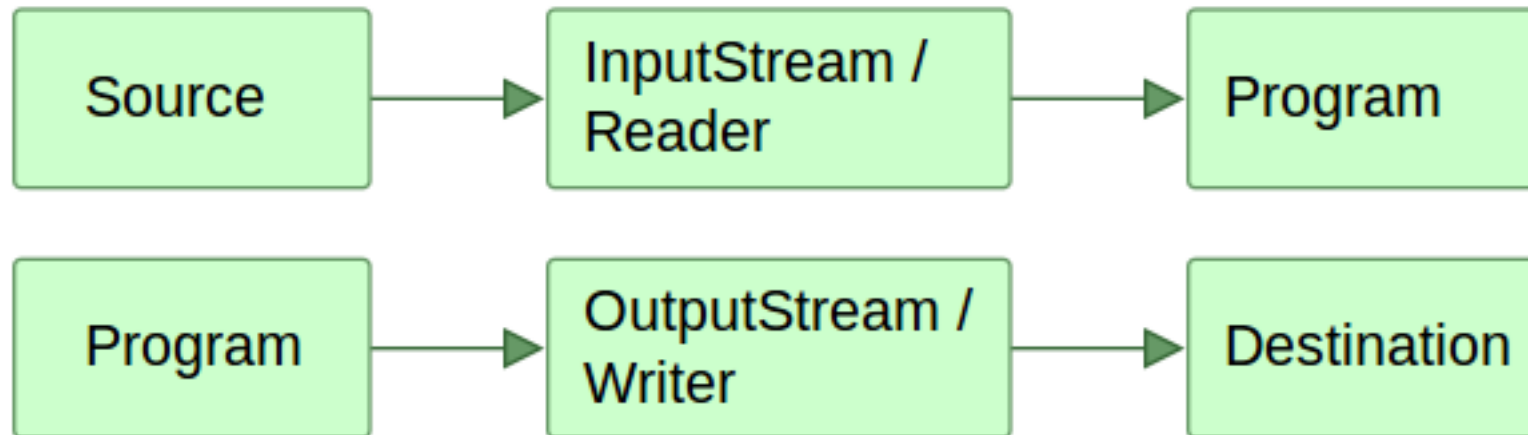 Source
InputStream /
Reader
Program
Program
OutputStream /
Writer
Destination